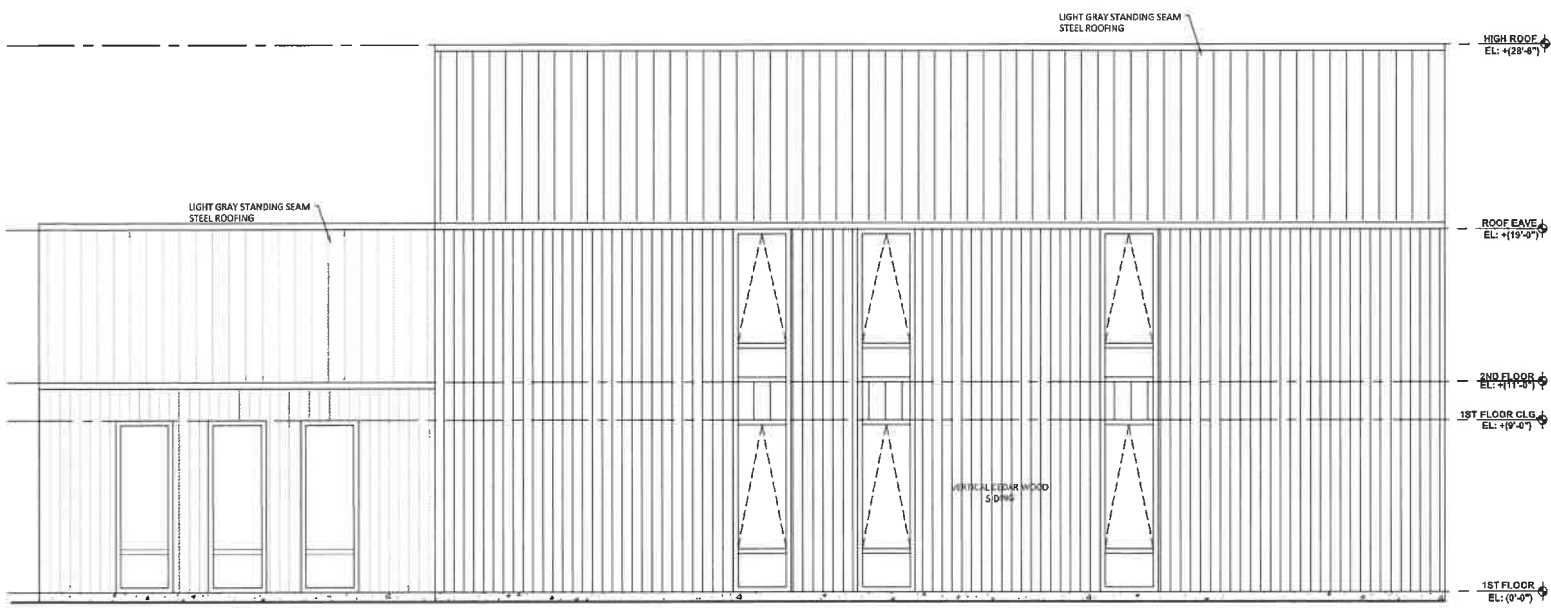 LIGHT GRAY STANDING SEAM
STEEL ROOFING
HIGH ROOF
EL: +(28'-6")
LIGHT GRAY STANDING SEAM
STEEL ROOFING
ROOF EAVE
EL: +(19'-0")
2ND FLOOR
EL: +(11'-0")
1ST FLOOR CLG
EL: +(9'-0")
VERTICAL CEDAR WOOD
SIDING
1ST FLOOR
EL: (0'-0")